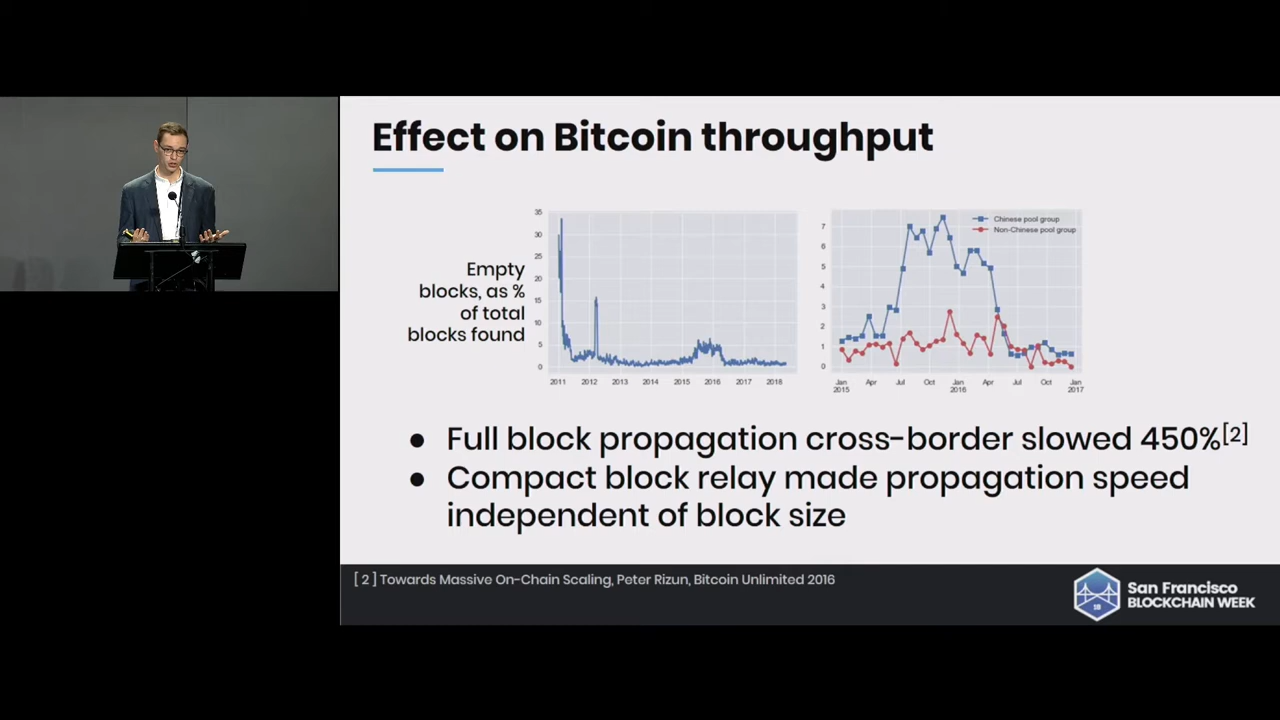 Effect on Bitcoin throughput
Empty
blocks, as %
of total
blocks found
35
30
25
20
15
10
5
0
2011 2012 2013 2014 2015 2016 2017 2018
Chinese pool group
Non-Chinese pool group
7
6
5
4
3
2
1
0
Jan Apr Jul Oct Jan Apr Jul Oct Jan
2015 2016 2017
● Full block propagation cross-border slowed 450%[2]
● Compact block relay made propagation speed
independent of block size
[ 2 ] Towards Massive On-Chain Scaling, Peter Rizun, Bitcoin Unlimited 2016
18
San Francisco
BLOCKCHAIN WEEK